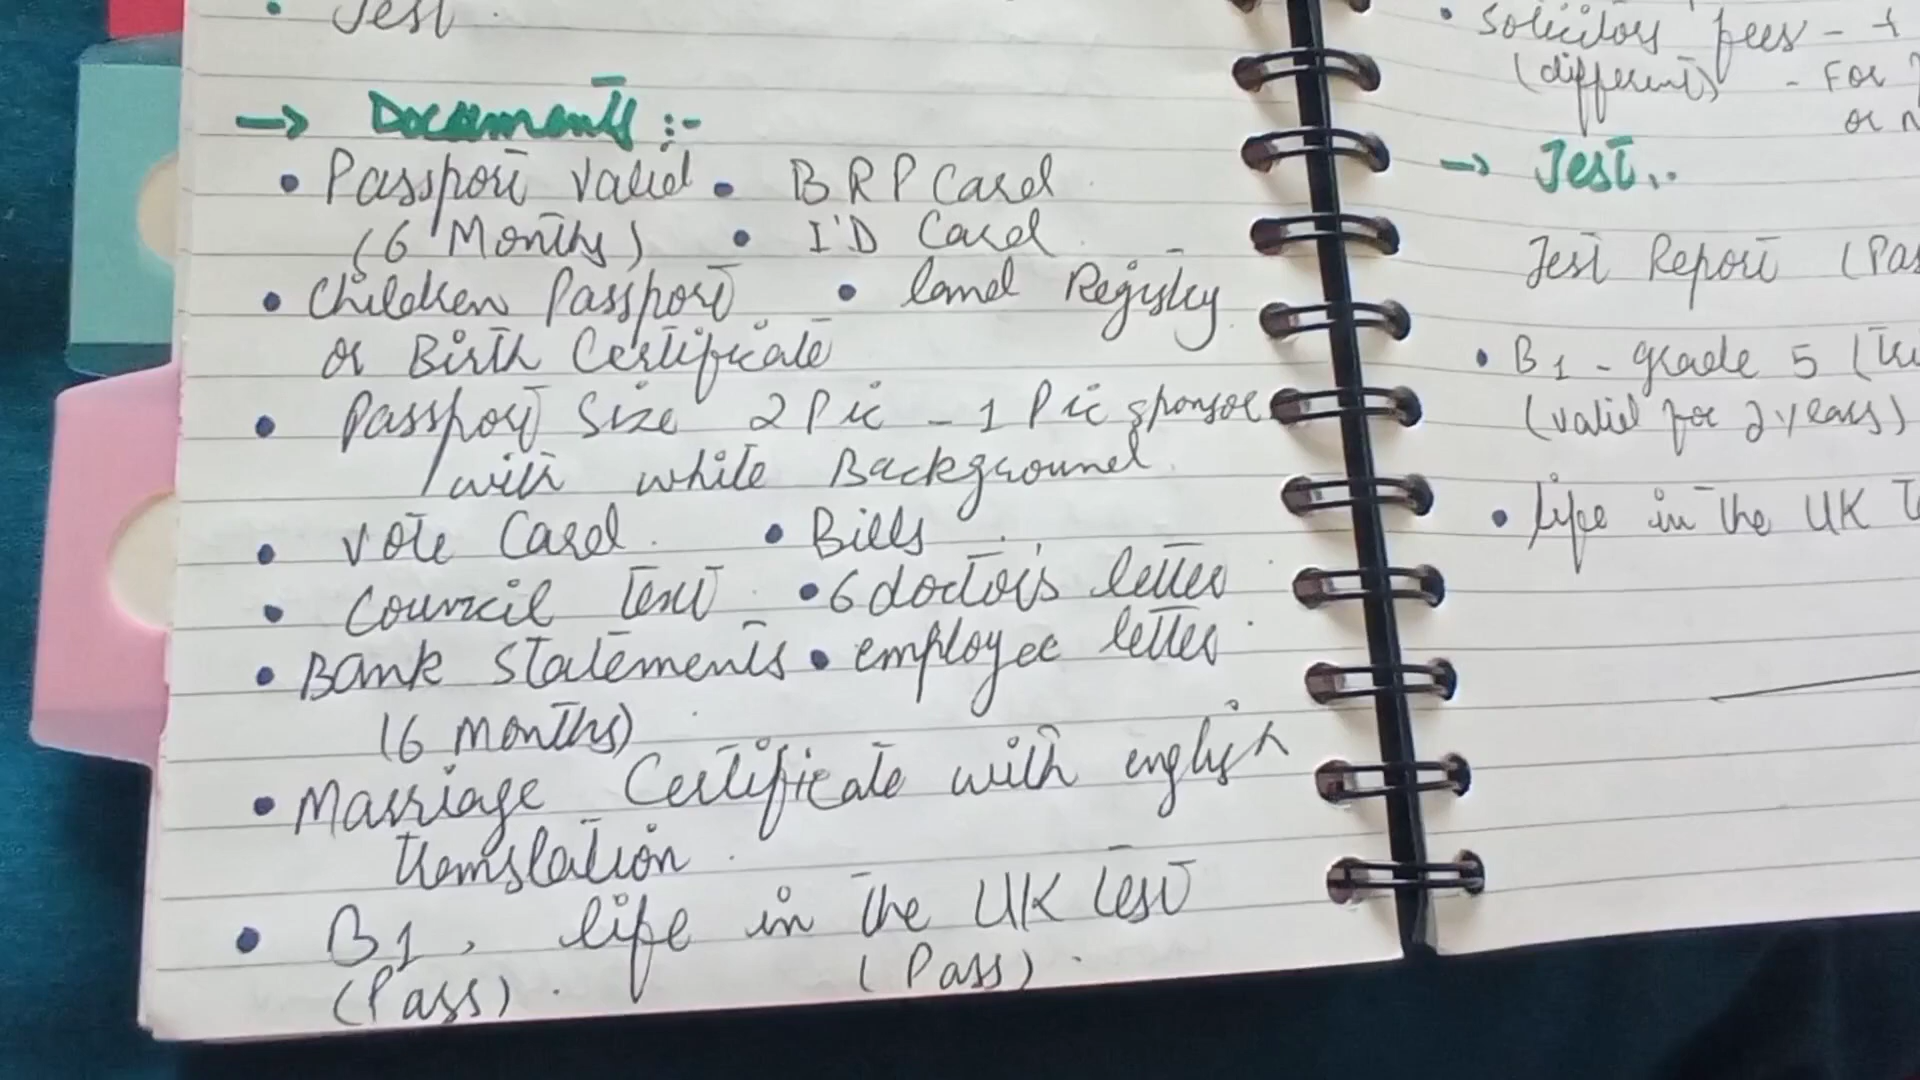 • Test
→ Documents :-
• Passport valid • BRP Card
(6 Months) • I'D Card
• Children Passport • land Registry
or Birth Certificate
• Passport Size 2 Pic - 1 Pic sponsor
with white Background
• Vote Card • Bills
• Council text • 6 doctor's letter
• Bank statements • employee letter
(6 months)
• Marriage Certificate with english
translation
• B1, life in the UK test
(Pass) (Pass)
• Solicitors fees -
(different) - For
or
→ Test..
Test Report (Pas
• B1 - grade 5
(valid for 2 years)
• life in the UK